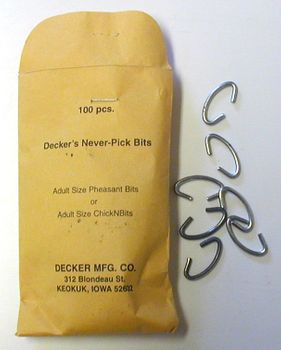 100 pcs.
Decker's Never-Pick Bits
Adult Size Pheasant Bits
or
Adult Size ChickNBits
DECKER MFG. CO.
312 Blondeau St.
KEOKUK, IOWA 52632